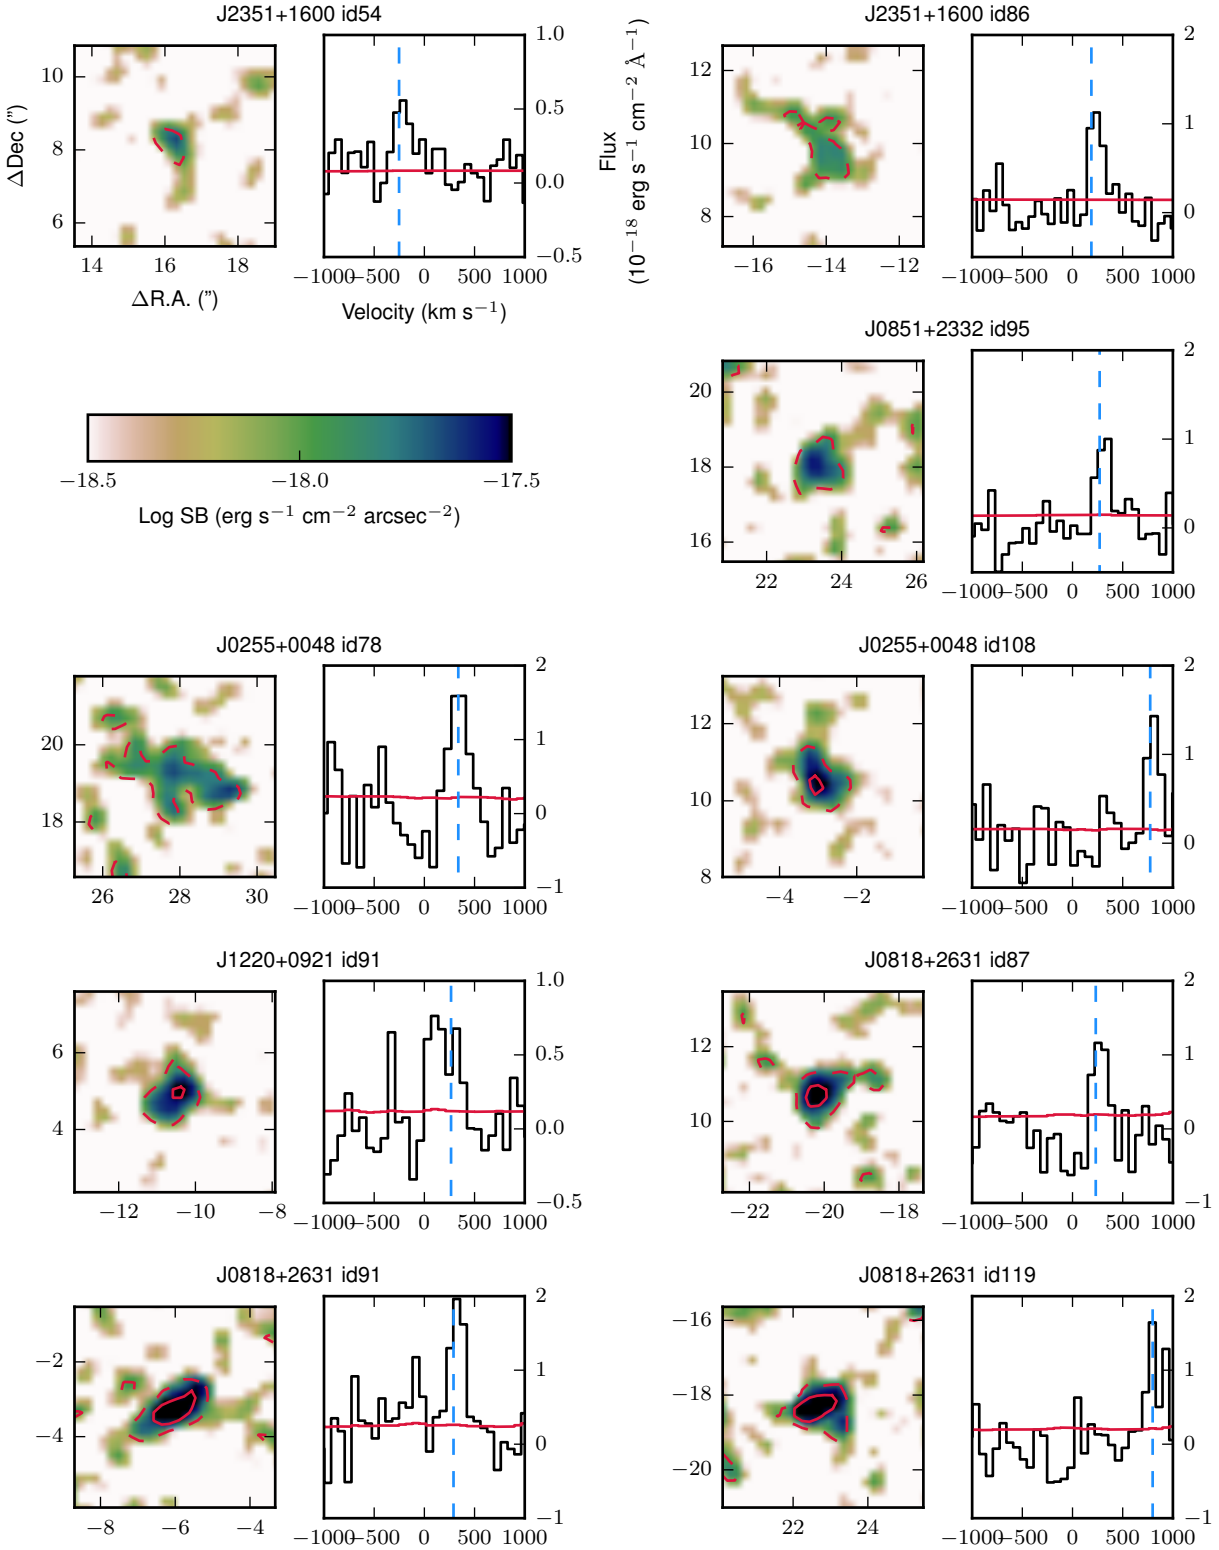 J2351+1600 id54
J2351+1600 id86
10
8
6
ΔDec (”)
14 16 18
ΔR.A. (”)
1.0
0.5
0.0
−0.5
−1000 −500 0 500 1000
Velocity (km s−1)
Flux
(10−18 erg s−1 cm−2 Å−1)
12
10
8
−16 −14 −12
2
1
0
−1000 −500 0 500 1000
J0851+2332 id95
20
18
16
22 24 26
2
1
0
−1000 −500 0 500 1000
−18.5 −18.0 −17.5
Log SB (erg s−1 cm−2 arcsec−2)
J0255+0048 id78
20
18
26 28 30
2
1
0
−1
−1000 −500 0 500 1000
J0255+0048 id108
12
10
8
−4 −2
2
1
0
−1000 −500 0 500 1000
J1220+0921 id91
6
4
−12 −10 −8
1.0
0.5
0.0
−0.5
−1000 −500 0 500 1000
J0818+2631 id87
12
10
−22 −20 −18
2
1
0
−1
−1000 −500 0 500 1000
J0818+2631 id91
−2
−4
−8 −6 −4
2
1
0
−1
−1000 −500 0 500 1000
J0818+2631 id119
−16
−18
−20
22 24
2
1
0
−1
−1000 −500 0 500 1000